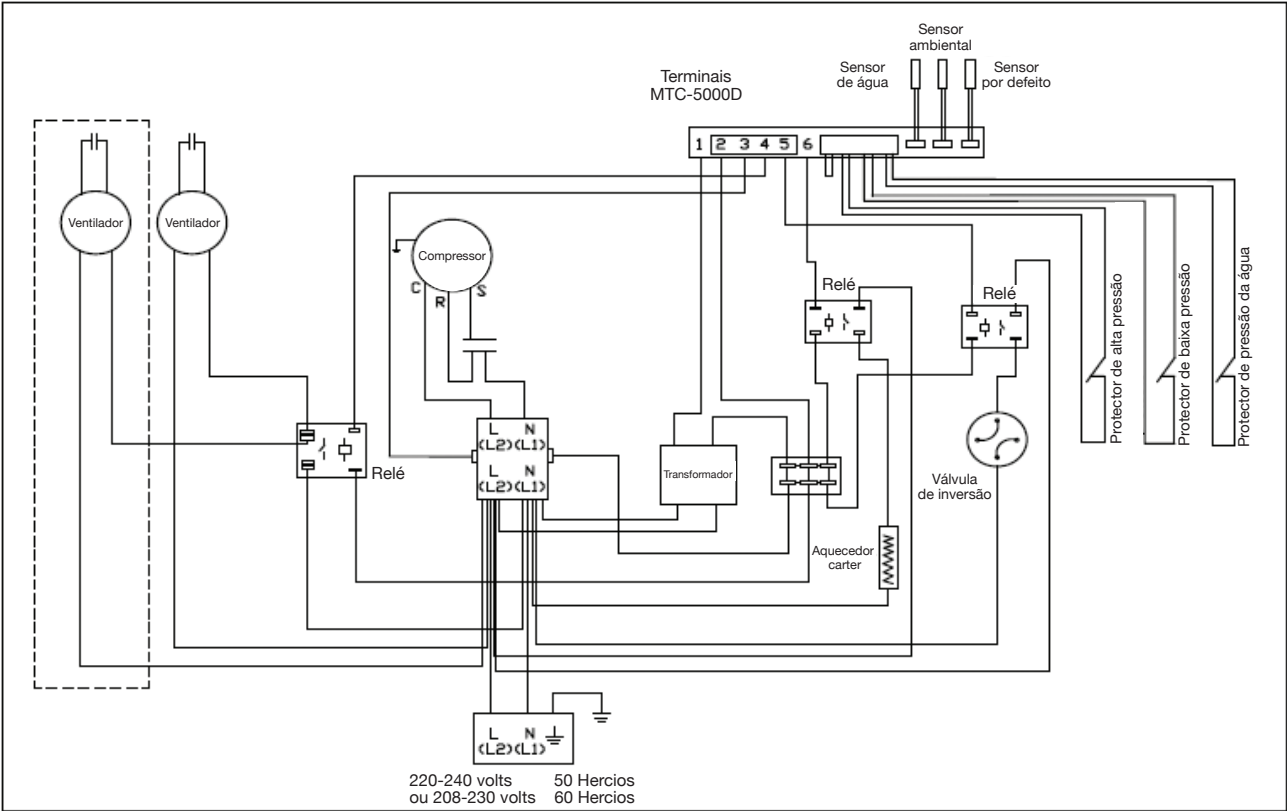 Sensor
ambiental
Sensor
de água
Sensor
por defeito
Terminais
MTC-5000D
1 2 3 4 5 6
Ventilador
Ventilador
Compressor
C
R
S
Relé
Relé
Protector de alta pressão
Protector de baixa pressão
Protector de pressão da água
L N
(L2)(L1)
L N
(L2)(L1)
Relé
Transformador
Válvula
de inversão
Aquecedor
carter
L N
(L2)(L1)
220-240 volts 50 Hercios
ou 208-230 volts 60 Hercios